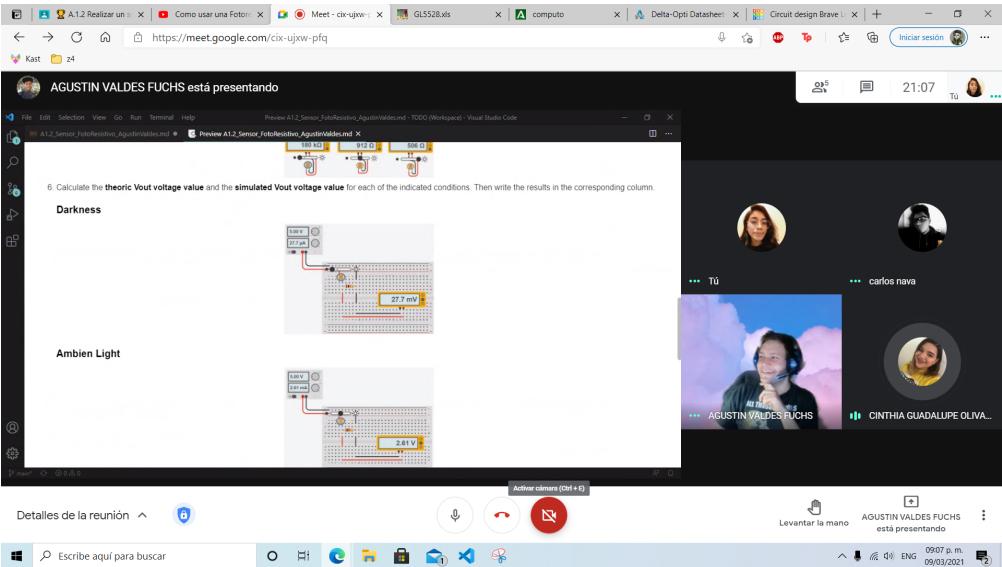 A.1.2 Realizar un s
Como usar una Fotore
Meet - cix-ujxw-p
GL5528.xls
computo
Delta-Opti Datasheet
Circuit design Brave L
https://meet.google.com/cix-ujxw-pfq
Iniciar sesión
Kast
z4
AGUSTIN VALDES FUCHS está presentando
5
21:07
Tú
File Edit Selection View Go Run Terminal Help
Preview A1.2_Sensor_FotoResistivo_AgustinValdes.md - TODO (Workspace) - Visual Studio Code
A1.2_Sensor_FotoResistivo_AgustinValdes.md
Preview A1.2_Sensor_FotoResistivo_AgustinValdes.md
180 kΩ
912 Ω
506 Ω
6. Calculate the theoric Vout voltage value and the simulated Vout voltage value for each of the indicated conditions. Then write the results in the corresponding column.
Darkness
5.00 V
27.7 µA
27.7 mV
Ambien Light
5.00 V
2.61 mA
2.61 V
main*
Tú
carlos nava
AGUSTIN VALDES FUCHS
CINTHIA GUADALUPE OLIVA...
Activar cámara (Ctrl + E)
Detalles de la reunión
Levantar la mano
AGUSTIN VALDES FUCHS
está presentando
Escribe aquí para buscar
ENG
09:07 p. m.
09/03/2021
2